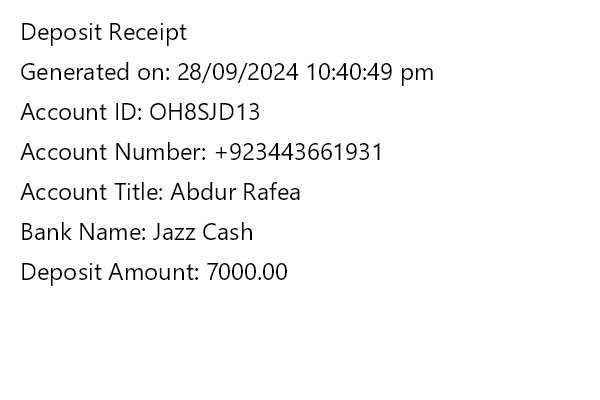 Deposit Receipt
Generated on: 28/09/2024 10:40:49 pm
Account ID: OH8SJD13
Account Number: +923443661931
Account Title: Abdur Rafea
Bank Name: Jazz Cash
Deposit Amount: 7000.00